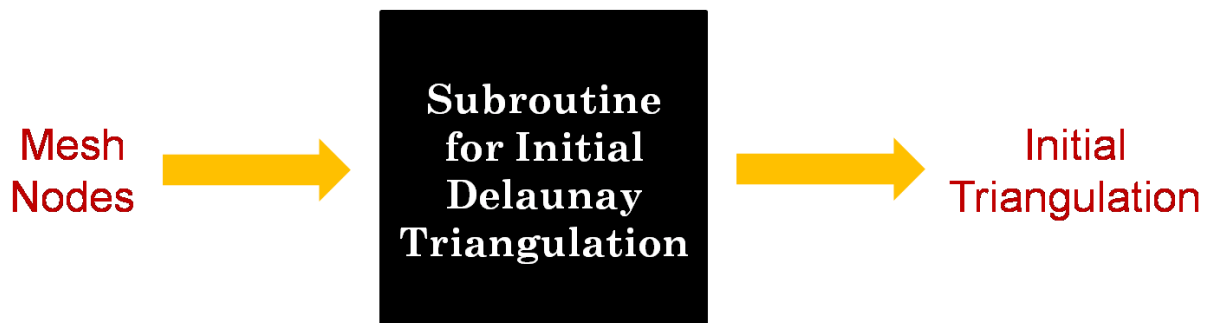 Mesh
Nodes
Subroutine
for Initial
Delaunay
Triangulation
Initial
Triangulation